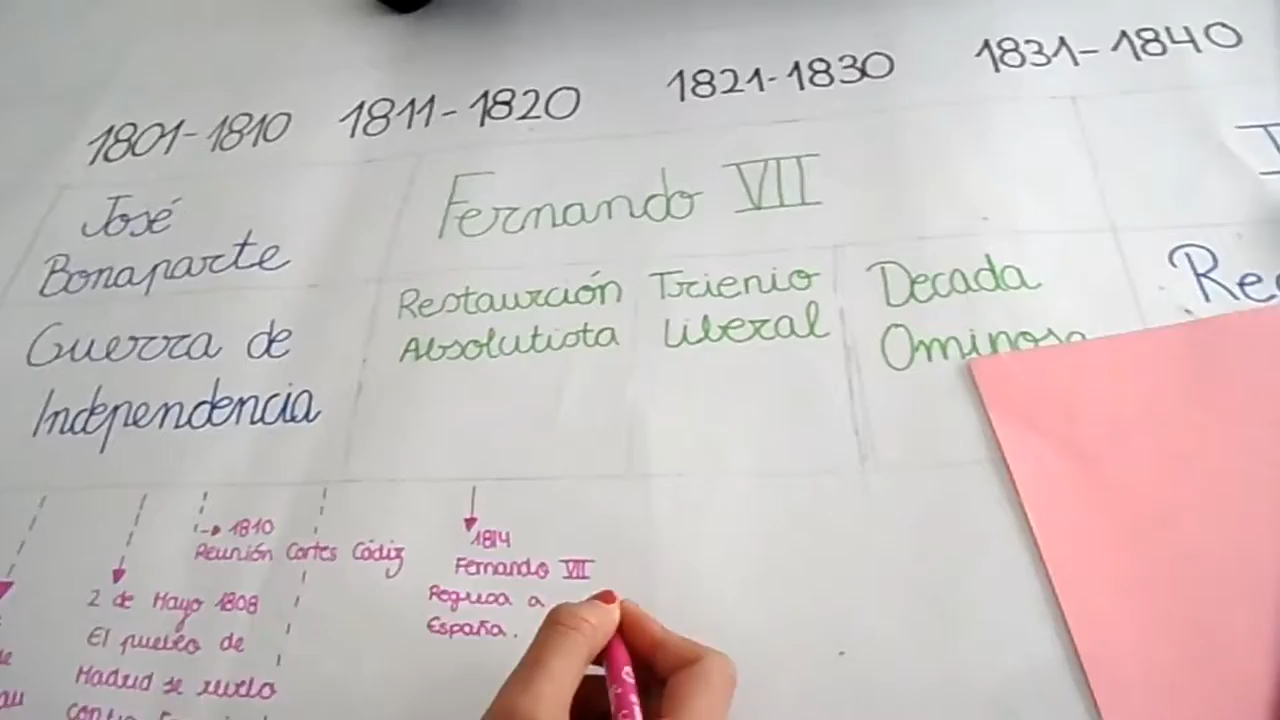 1801-1810 1811-1820 1821-1830 1831-1840
José
Bonaparte
Guerra de
Independencia
Fernando VII
Restaurción
Absolutista
Trienio
Liberal
Decada
Ominosa
1810
Reunión Cortes Cádiz
2 de Mayo 1808
El pueblo de
Madrid se
1814
Fernando VII
a
España.